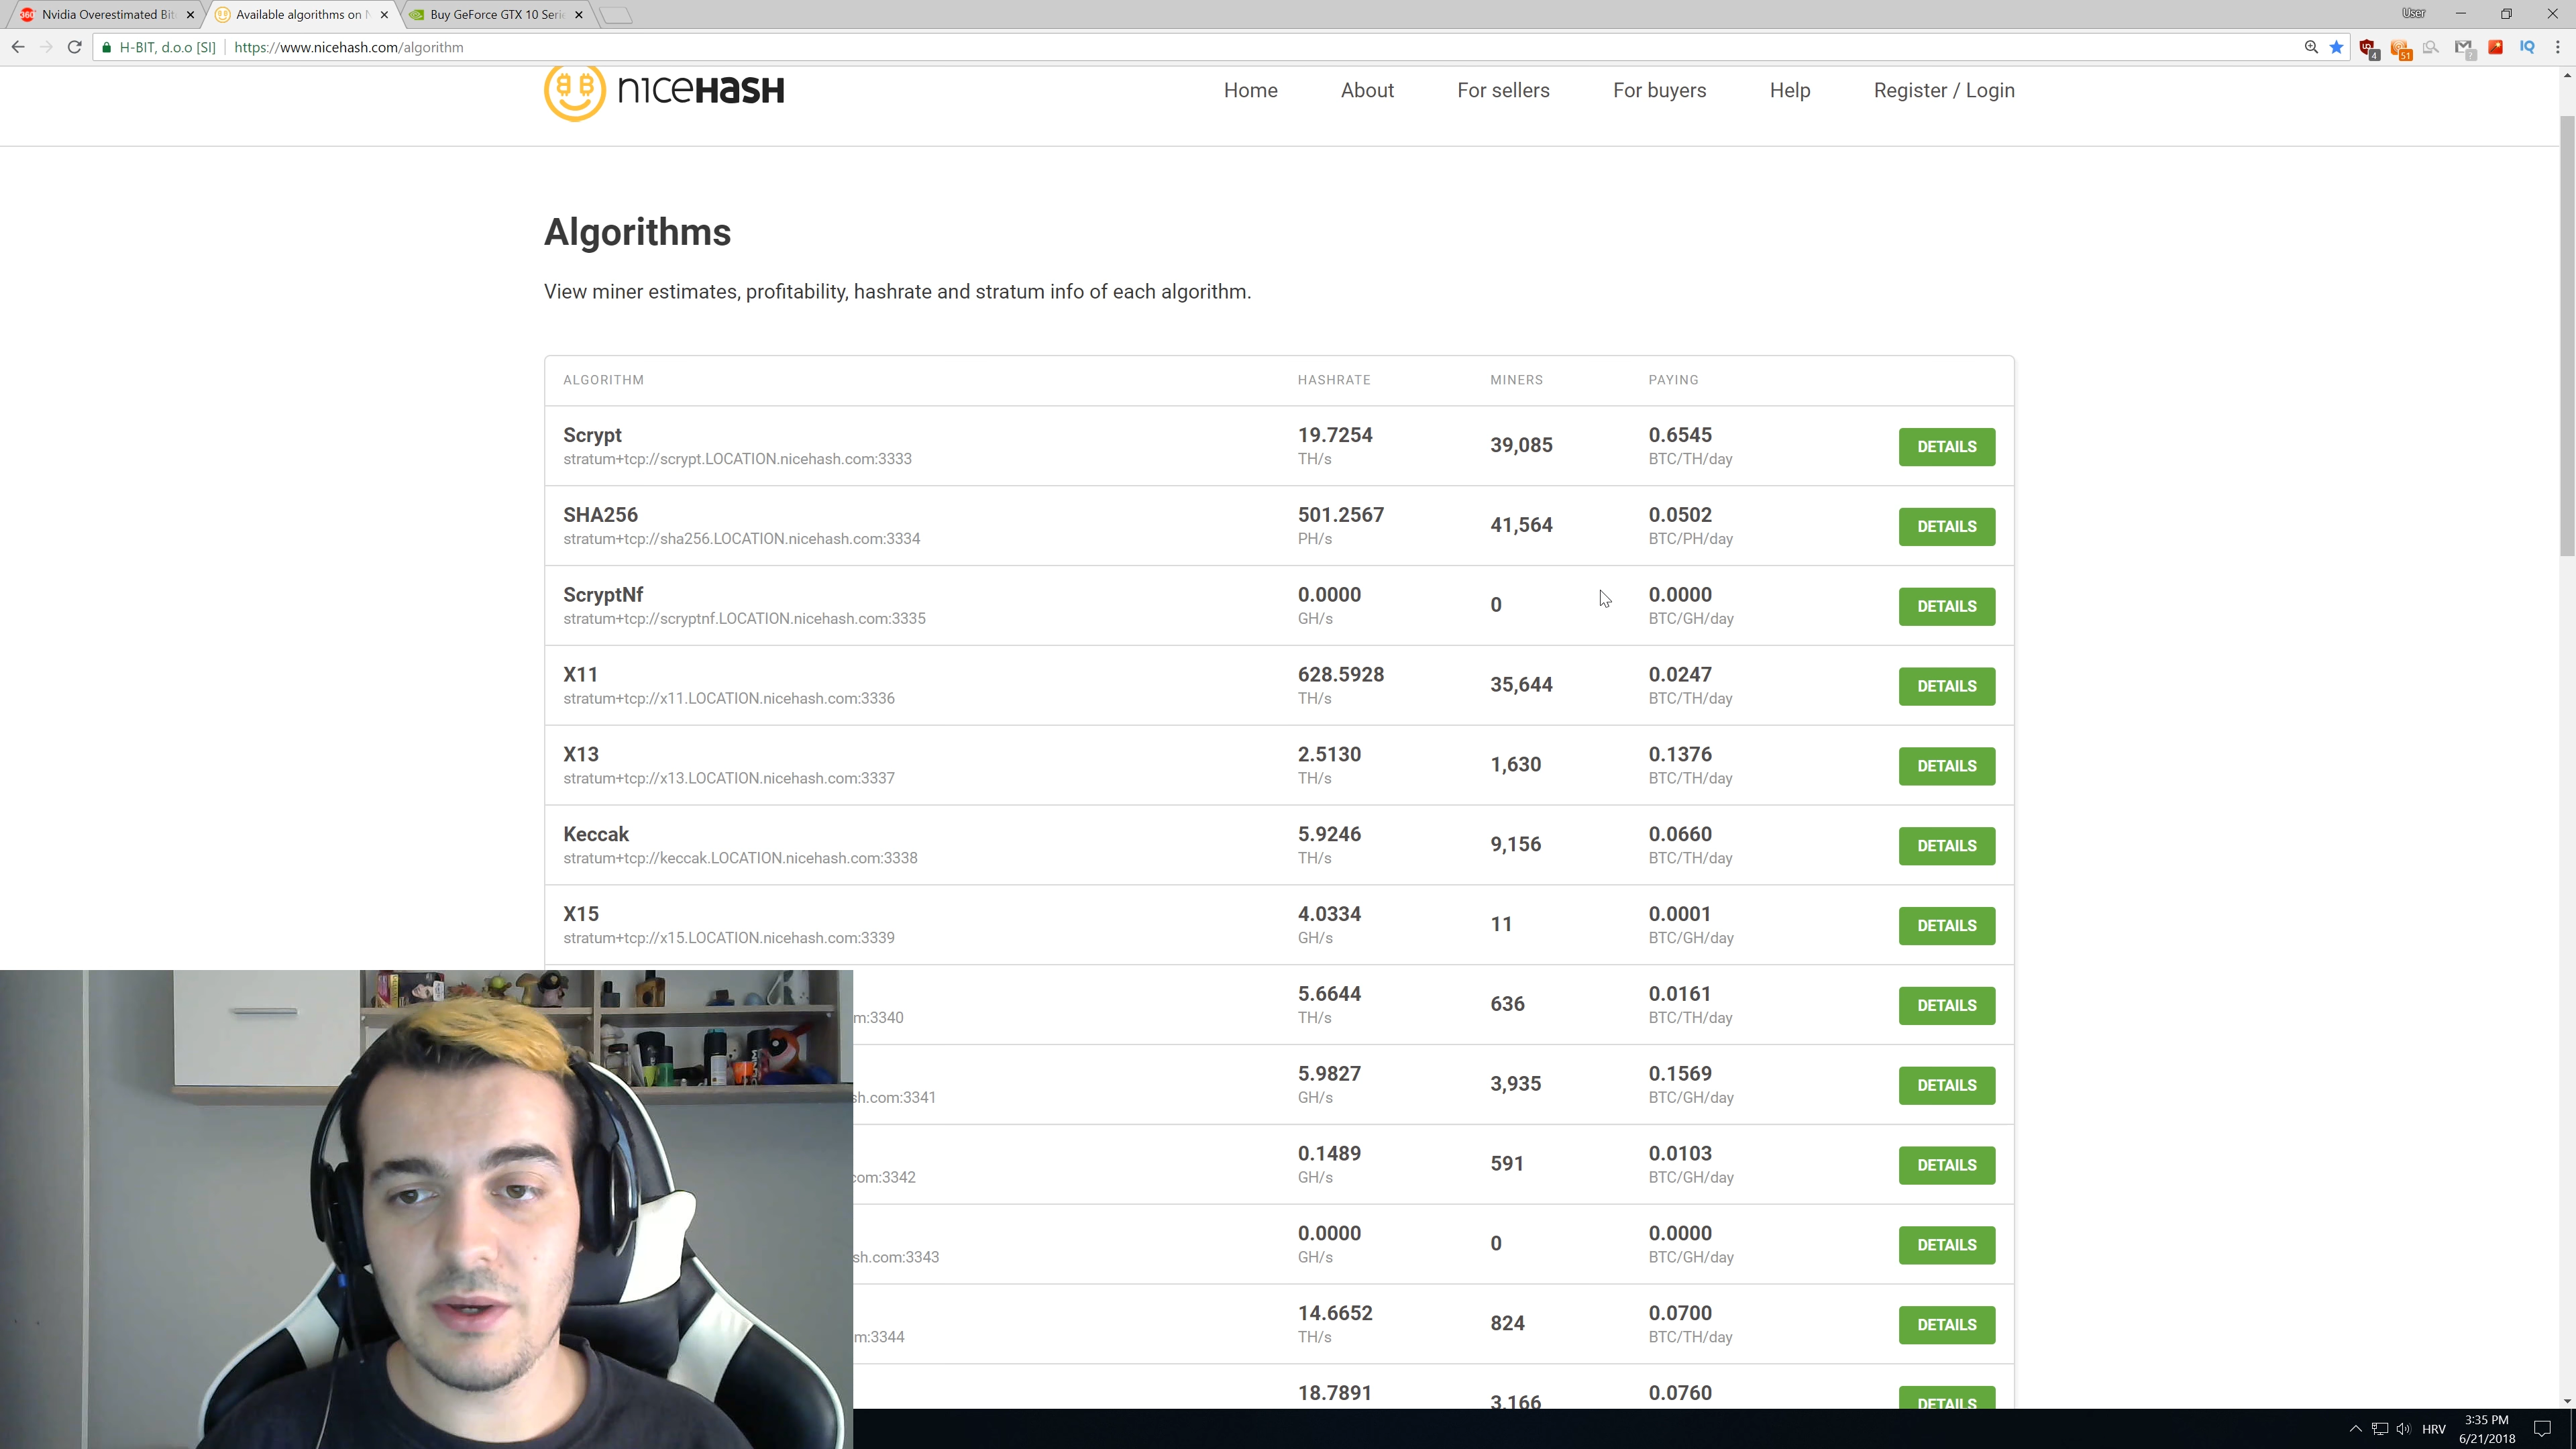 Nvidia Overestimated Bit
Available algorithms on N
Buy GeForce GTX 10 Serie
User
H-BIT, d.o.o [SI]
https://www.nicehash.com/algorithm
4
51
?
IQ
nıceHaSH
Home
About
For sellers
For buyers
Help
Register / Login
Algorithms
View miner estimates, profitability, hashrate and stratum info of each algorithm.
ALGORITHM HASHRATE MINERS PAYING
Scrypt 19.7254 39,085 0.6545 DETAILS
stratum+tcp://scrypt.LOCATION.nicehash.com:3333 TH/s BTC/TH/day
SHA256 501.2567 41,564 0.0502 DETAILS
stratum+tcp://sha256.LOCATION.nicehash.com:3334 PH/s BTC/PH/day
ScryptNf 0.0000 0 0.0000 DETAILS
stratum+tcp://scryptnf.LOCATION.nicehash.com:3335 GH/s BTC/GH/day
X11 628.5928 35,644 0.0247 DETAILS
stratum+tcp://x11.LOCATION.nicehash.com:3336 TH/s BTC/TH/day
X13 2.5130 1,630 0.1376 DETAILS
stratum+tcp://x13.LOCATION.nicehash.com:3337 TH/s BTC/TH/day
Keccak 5.9246 9,156 0.0660 DETAILS
stratum+tcp://keccak.LOCATION.nicehash.com:3338 TH/s BTC/TH/day
X15 4.0334 11 0.0001 DETAILS
stratum+tcp://x15.LOCATION.nicehash.com:3339 GH/s BTC/GH/day
5.6644 636 0.0161 DETAILS
m:3340 TH/s BTC/TH/day
5.9827 3,935 0.1569 DETAILS
sh.com:3341 GH/s BTC/GH/day
0.1489 591 0.0103 DETAILS
com:3342 GH/s BTC/GH/day
0.0000 0 0.0000 DETAILS
sh.com:3343 GH/s BTC/GH/day
14.6652 824 0.0700 DETAILS
m:3344 TH/s BTC/TH/day
18.7891 3,166 0.0760 DETAILS
HRV
3:35 PM
6/21/2018